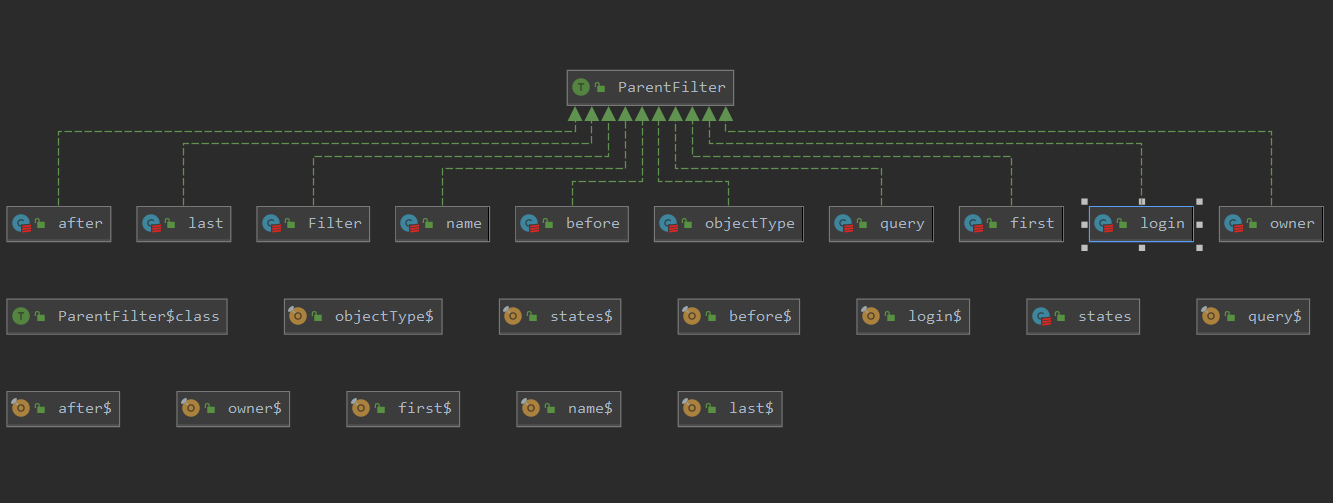 ParentFilter
after last Filter name before objectType query first login owner
ParentFilter$class objectType$ states$ before$ login$ states query$
after$ owner$ first$ name$ last$